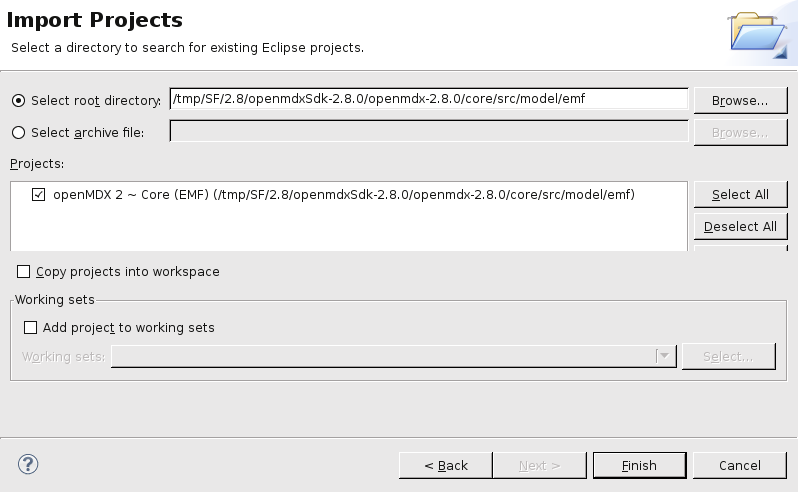 Import Projects
Select a directory to search for existing Eclipse projects.
Select root directory: /tmp/SF/2.8/openmdxSdk-2.8.0/openmdx-2.8.0/core/src/model/emf Browse...
Select archive file: Browse...
Projects:
openMDX 2 ~ Core (EMF) (/tmp/SF/2.8/openmdxSdk-2.8.0/openmdx-2.8.0/core/src/model/emf) Select All
Deselect All
Copy projects into workspace
Working sets
Add project to working sets
Working sets: Select...
? < Back Next > Finish Cancel